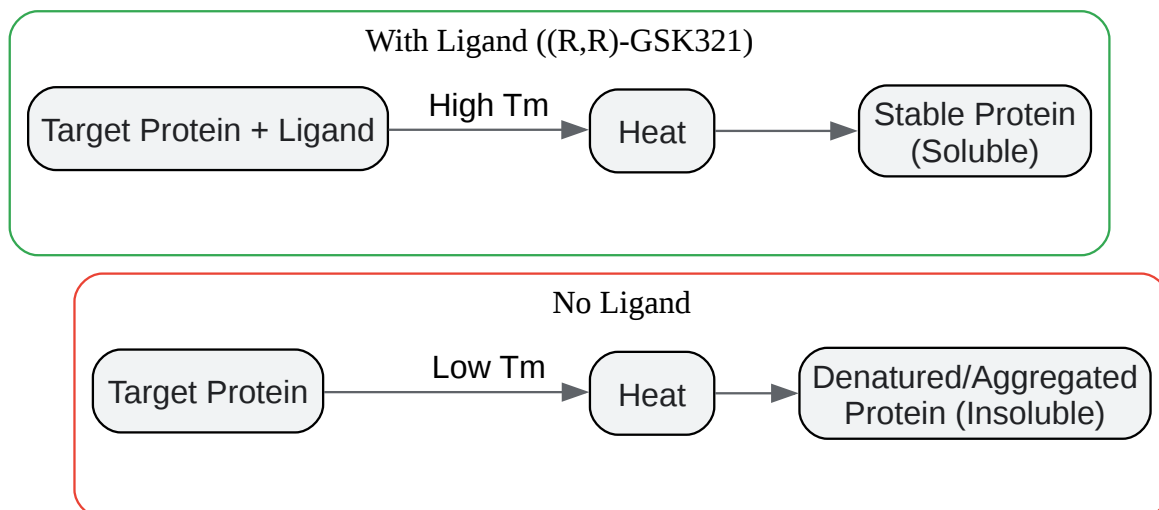 With Ligand ((R,R)-GSK321)
Target Protein + Ligand
High Tm
Heat
Stable Protein
(Soluble)
No Ligand
Target Protein
Low Tm
Heat
Denatured/Aggregated
Protein (Insoluble)